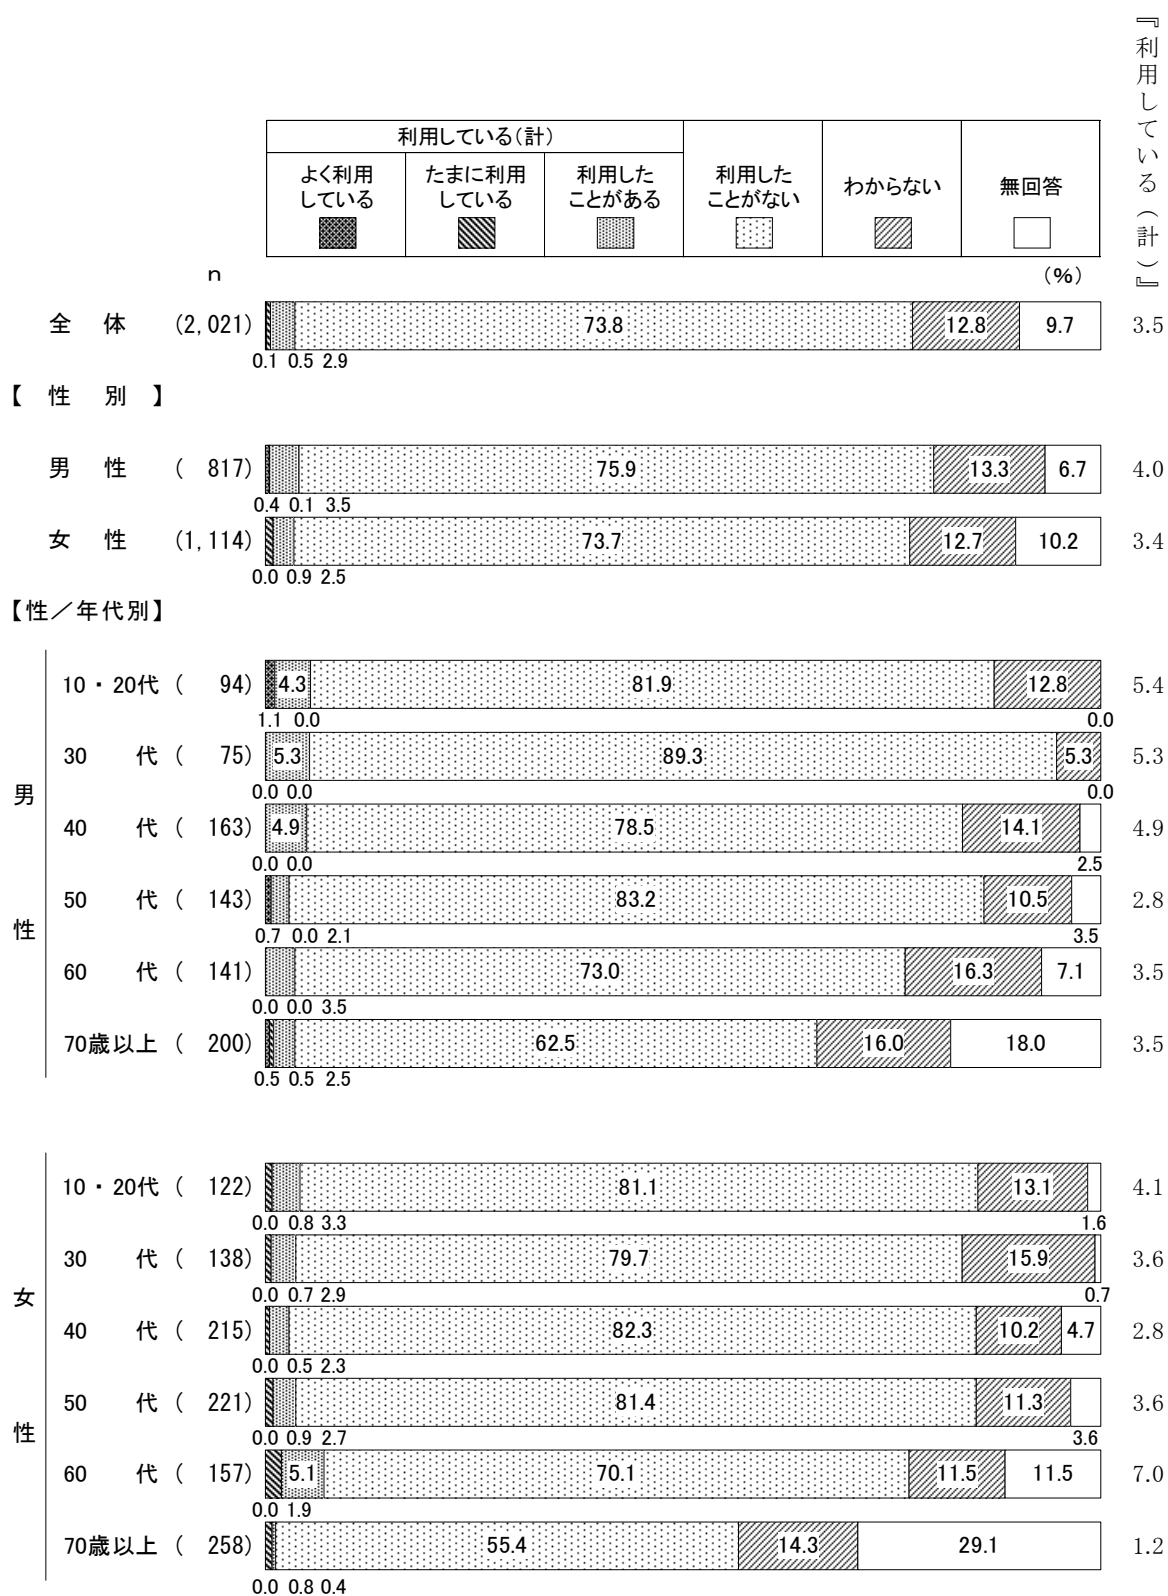 『利用している(計)』
利用している(計)
よく利用
している
たまに利用
している
利用した
ことがある
利用した
ことがない
わからない
無回答
n (%)
全 体 (2,021) 73.8 12.8 9.7 3.5
0.1 0.5 2.9
【 性 別 】
男 性 ( 817) 75.9 13.3 6.7 4.0
0.4 0.1 3.5
女 性 (1,114) 73.7 12.7 10.2 3.4
0.0 0.9 2.5
【性/年代別】
男性
10・20代 ( 94) 4.3 81.9 12.8 5.4
1.1 0.0 0.0
30 代 ( 75) 5.3 89.3 5.3 5.3
0.0 0.0 0.0
40 代 ( 163) 4.9 78.5 14.1 4.9
0.0 0.0 2.5
50 代 ( 143) 83.2 10.5 2.8
0.7 0.0 2.1 3.5
60 代 ( 141) 73.0 16.3 7.1 3.5
0.0 0.0 3.5
70歳以上 ( 200) 62.5 16.0 18.0 3.5
0.5 0.5 2.5
女性
10・20代 ( 122) 81.1 13.1 4.1
0.0 0.8 3.3 1.6
30 代 ( 138) 79.7 15.9 3.6
0.0 0.7 2.9 0.7
40 代 ( 215) 82.3 10.2 4.7 2.8
0.0 0.5 2.3
50 代 ( 221) 81.4 11.3 3.6
0.0 0.9 2.7 3.6
60 代 ( 157) 5.1 70.1 11.5 11.5 7.0
0.0 1.9
70歳以上 ( 258) 55.4 14.3 29.1 1.2
0.0 0.8 0.4